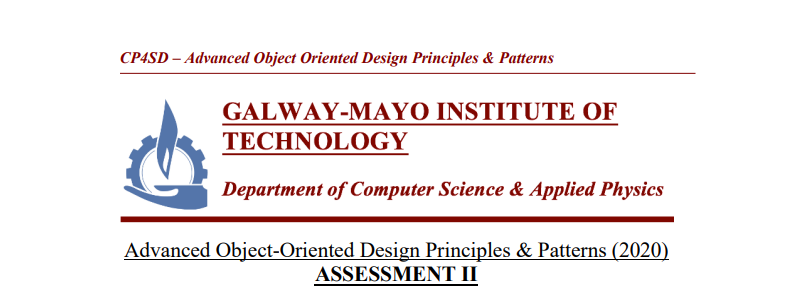 CP4SD – Advanced Object Oriented Design Principles & Patterns
GALWAY-MAYO INSTITUTE OF
TECHNOLOGY
Department of Computer Science & Applied Physics
Advanced Object-Oriented Design Principles & Patterns (2020)
ASSESSMENT II